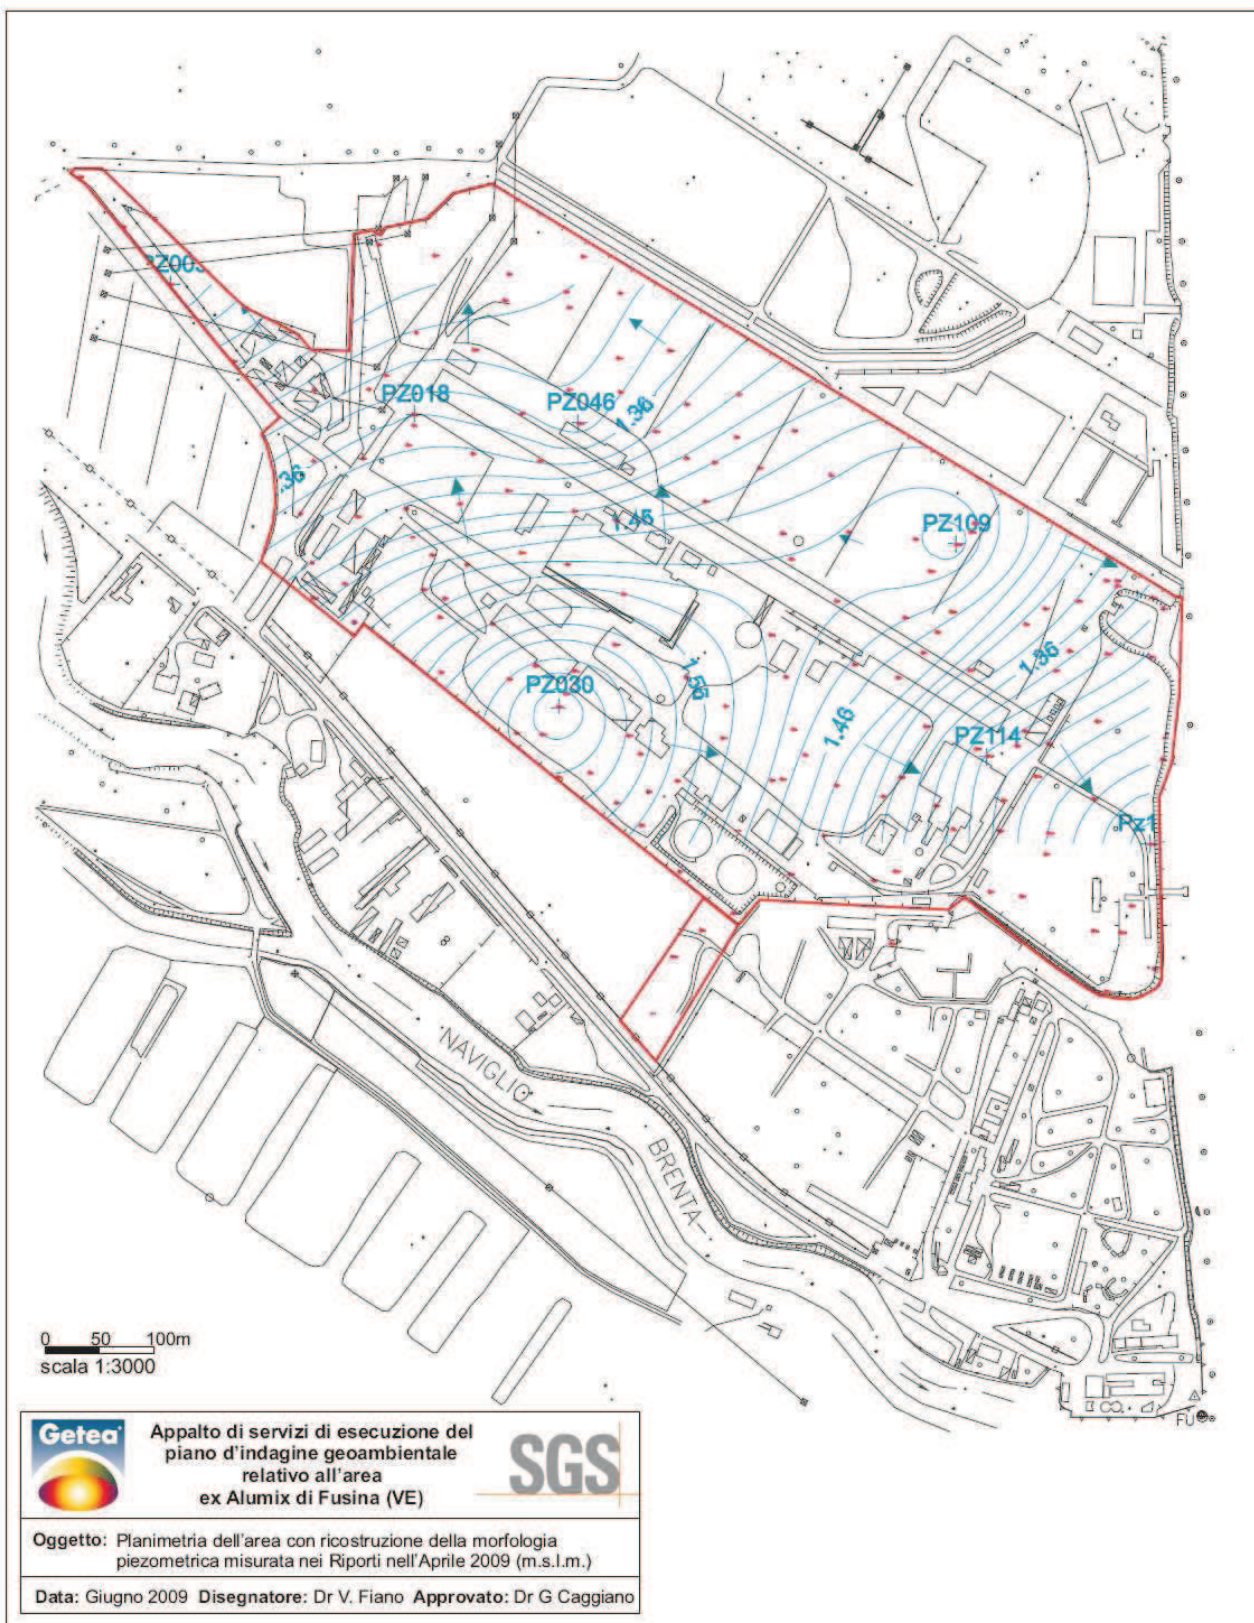 PZ018
PZ046
1.36
1.45
PZ109
PZ030
1.55
1.46
1.36
PZ114
Pz1
NAVIGLIO
BRENTA
0 50 100m
scala 1:3000
FU
Getea
Appalto di servizi di esecuzione del
piano d'indagine geoambientale
relativo all'area
ex Alumix di Fusina (VE)
SGS
Oggetto: Planimetria dell'area con ricostruzione della morfologia
piezometrica misurata nei Riporti nell'Aprile 2009 (m.s.l.m.)
Data: Giugno 2009 Disegnatore: Dr V. Fiano Approvato: Dr G Caggiano